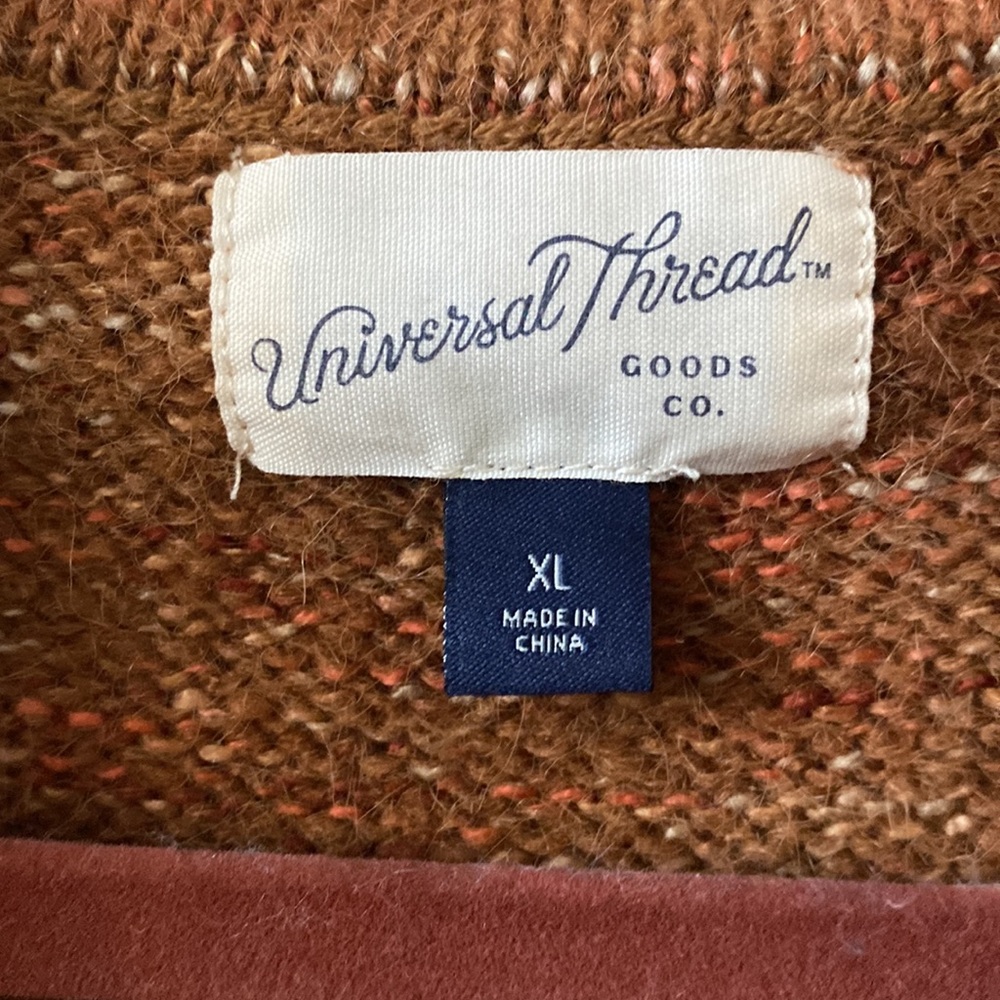 Universal Thread™
GOODS
CO.
XL
MADE IN
CHINA